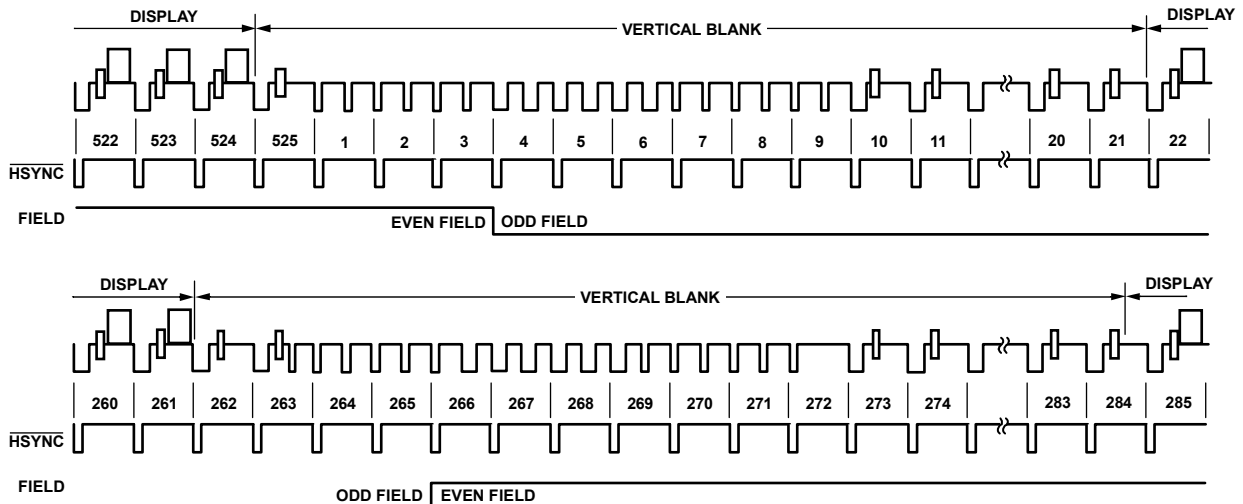 DISPLAY VERTICAL BLANK DISPLAY
522 523 524 525 1 2 3 4 5 6 7 8 9 10 11 20 21 22
HSYNC
FIELD EVEN FIELD ODD FIELD
DISPLAY VERTICAL BLANK DISPLAY
260 261 262 263 264 265 266 267 268 269 270 271 272 273 274 283 284 285
HSYNC
FIELD
ODD FIELD EVEN FIELD